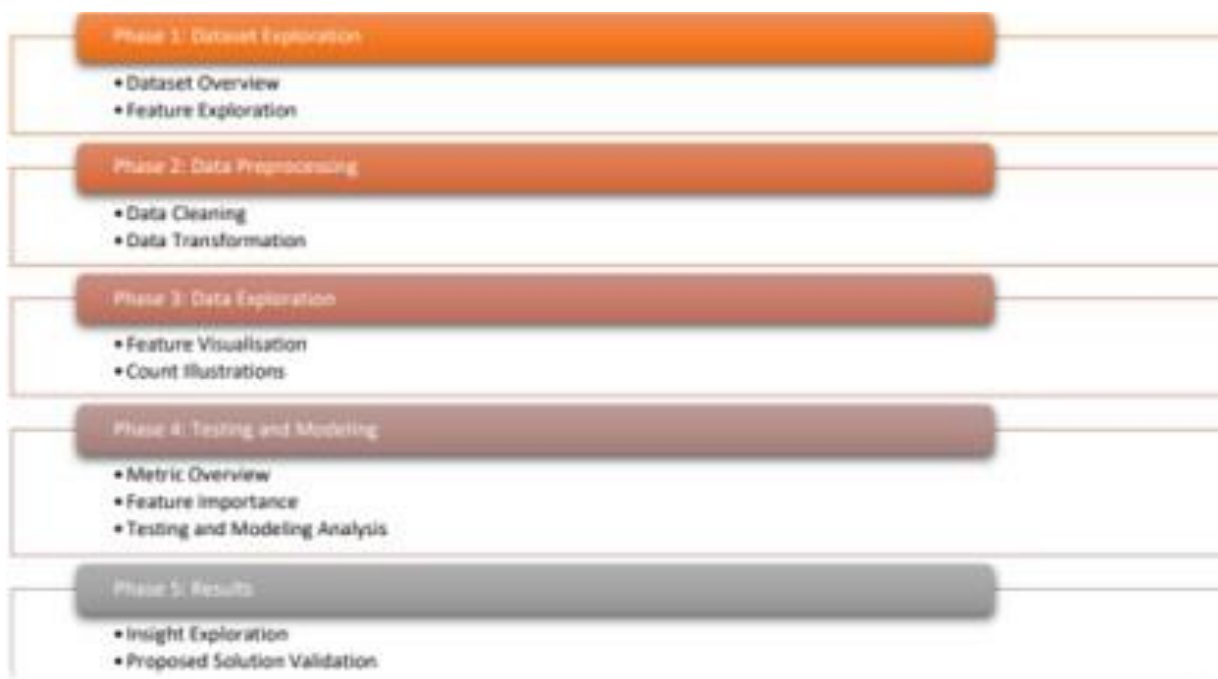 Phase 1: Dataset Exploration
• Dataset Overview
• Feature Exploration
Phase 2: Data Preprocessing
• Data Cleaning
• Data Transformation
Phase 3: Data Exploration
• Feature Visualisation
• Count Illustrations
Phase 4: Testing and Modeling
• Metric Overview
• Feature Importance
• Testing and Modeling Analysis
Phase 5: Results
• Insight Exploration
• Proposed Solution Validation